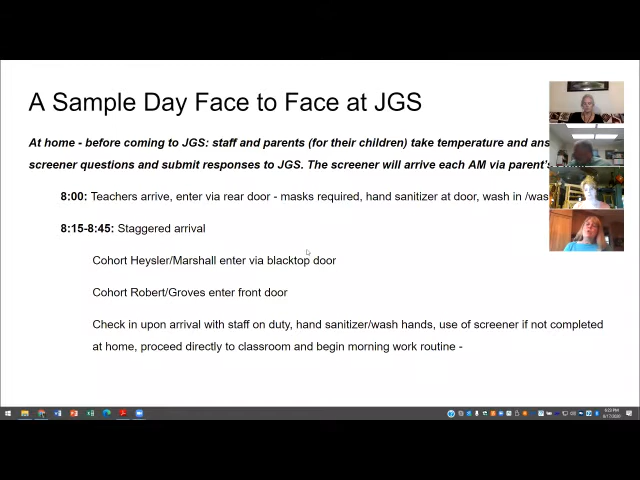 A Sample Day Face to Face at JGS
At home - before coming to JGS: staff and parents (for their children) take temperature and
screener questions and submit responses to JGS. The screener will arrive each AM via parent's
8:00: Teachers arrive, enter via rear door - masks required, hand sanitizer at door, wash in
8:15-8:45: Staggered arrival
Cohort Heysler/Marshall enter via blacktop door
Cohort Robert/Groves enter front door
Check in upon arrival with staff on duty, hand sanitizer/wash hands, use of screener if not completed
at home, proceed directly to classroom and begin morning work routine -